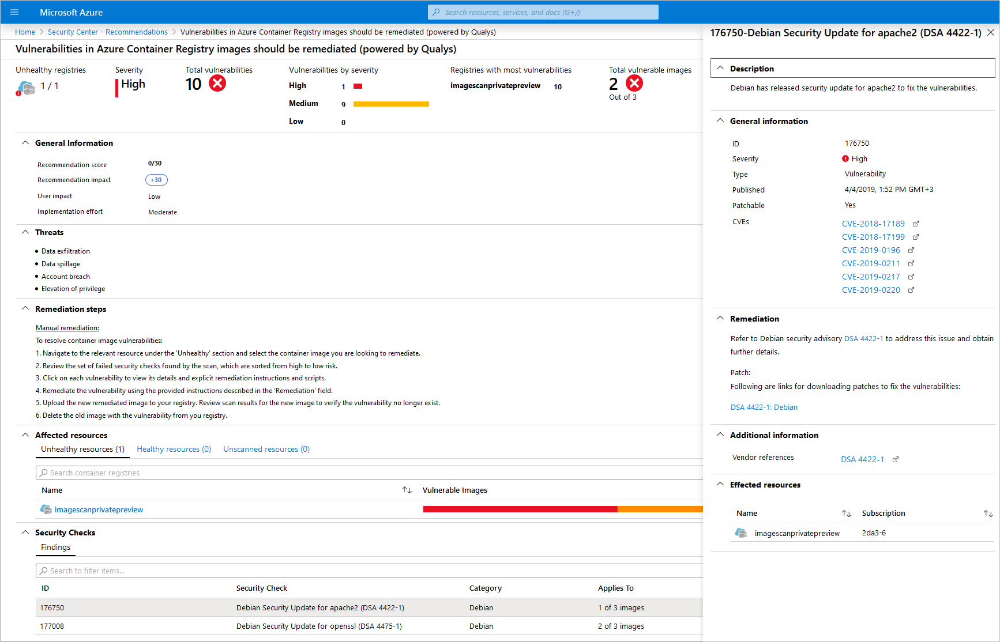 Microsoft Azure
Search resources, services, and docs (G+/)
Home > Security Center - Recommendations > Vulnerabilities in Azure Container Registry images should be remediated (powered by Qualys)
Vulnerabilities in Azure Container Registry images should be remediated (powered by Qualys)
Unhealthy registries
1 / 1
Severity
High
Total vulnerabilities
10
Vulnerabilities by severity
High 1
Medium 9
Low 0
Registries with most vulnerabilities
imagescanprivatepreview 10
Total vulnerable images
2
Out of 3
General Information
Recommendation score 0/30
Recommendation impact +30
User impact Low
Implementation effort Moderate
Threats
• Data exfiltration
• Data spillage
• Account breach
• Elevation of privilege
Remediation steps
Manual remediation:
To resolve container image vulnerabilities:
1. Navigate to the relevant resource under the 'Unhealthy' section and select the container image you are looking to remediate.
2. Review the set of failed security checks found by the scan, which are sorted from high to low risk.
3. Click on each vulnerability to view its details and explicit remediation instructions and scripts.
4. Remediate the vulnerability using the provided instructions described in the 'Remediation' field.
5. Upload the new remediated image to your registry. Review scan results for the new image to verify the vulnerability no longer exist.
6. Delete the old image with the vulnerability from you registry.
Affected resources
Unhealthy resources (1) Healthy resources (0) Unscanned resources (0)
Search container registries
Name Vulnerable Images
imagescanprivatepreview
Security Checks
Findings
Search to filter items...
ID Security Check Category Applies To
176750 Debian Security Update for apache2 (DSA 4422-1) Debian 1 of 3 images
177008 Debian Security Update for openssl (DSA 4475-1) Debian 2 of 3 images
176750-Debian Security Update for apache2 (DSA 4422-1)
Description
Debian has released security update for apache2 to fix the vulnerabilities.
General information
ID 176750
Severity High
Type Vulnerability
Published 4/4/2019, 1:52 PM GMT+3
Patchable Yes
CVEs
CVE-2018-17189
CVE-2018-17199
CVE-2019-0196
CVE-2019-0211
CVE-2019-0217
CVE-2019-0220
Remediation
Refer to Debian security advisory DSA 4422-1 to address this issue and obtain
further details.
Patch:
Following are links for downloading patches to fix the vulnerabilities:
DSA 4422-1: Debian
Additional information
Vendor references DSA 4422-1
Effected resources
Name Subscription
imagescanprivatepreview 2da3-6